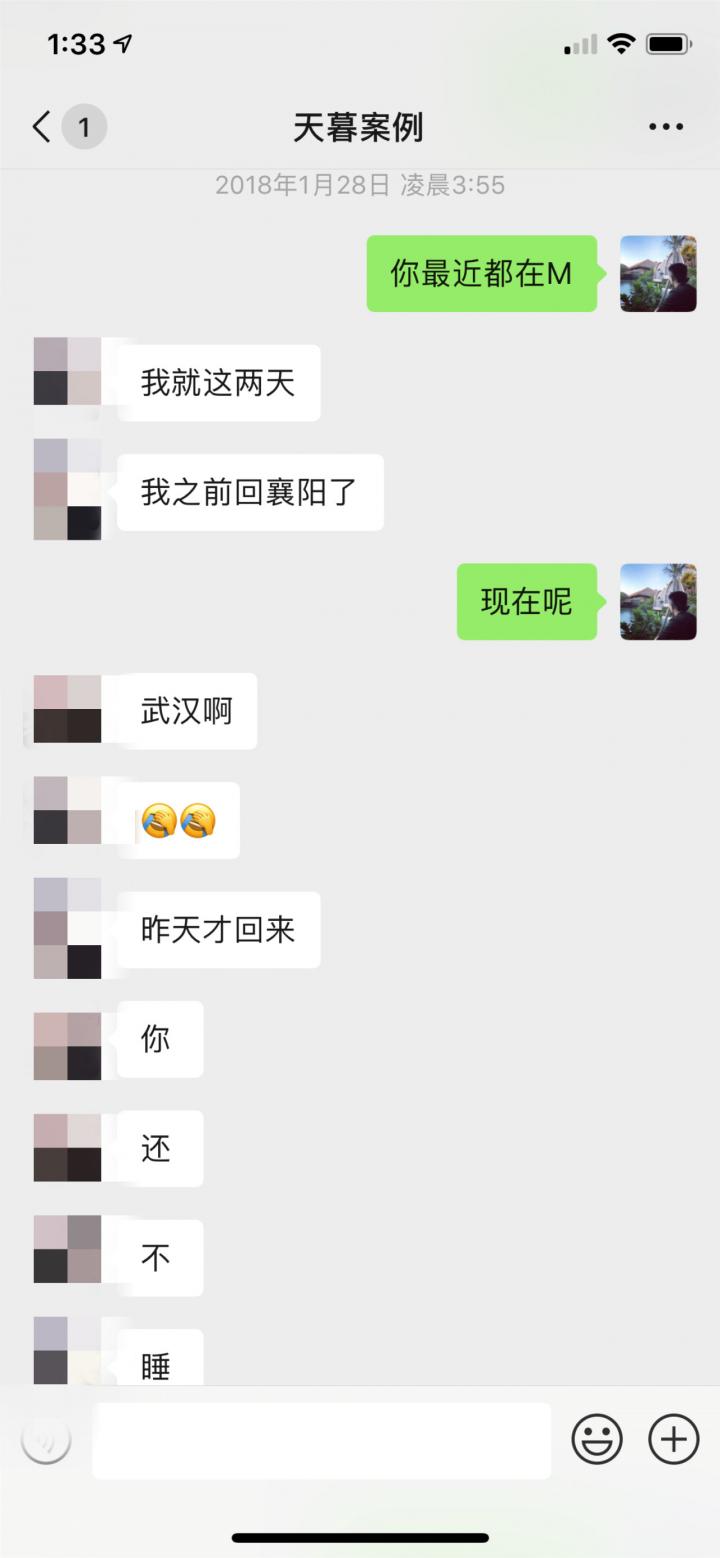 1:33
1
天暮案例
2018年1月28日 凌晨3:55
你最近都在M
我就这两天
我之前回襄阳了
现在呢
武汉啊
🤣🤣
昨天才回来
你
还
不
睡